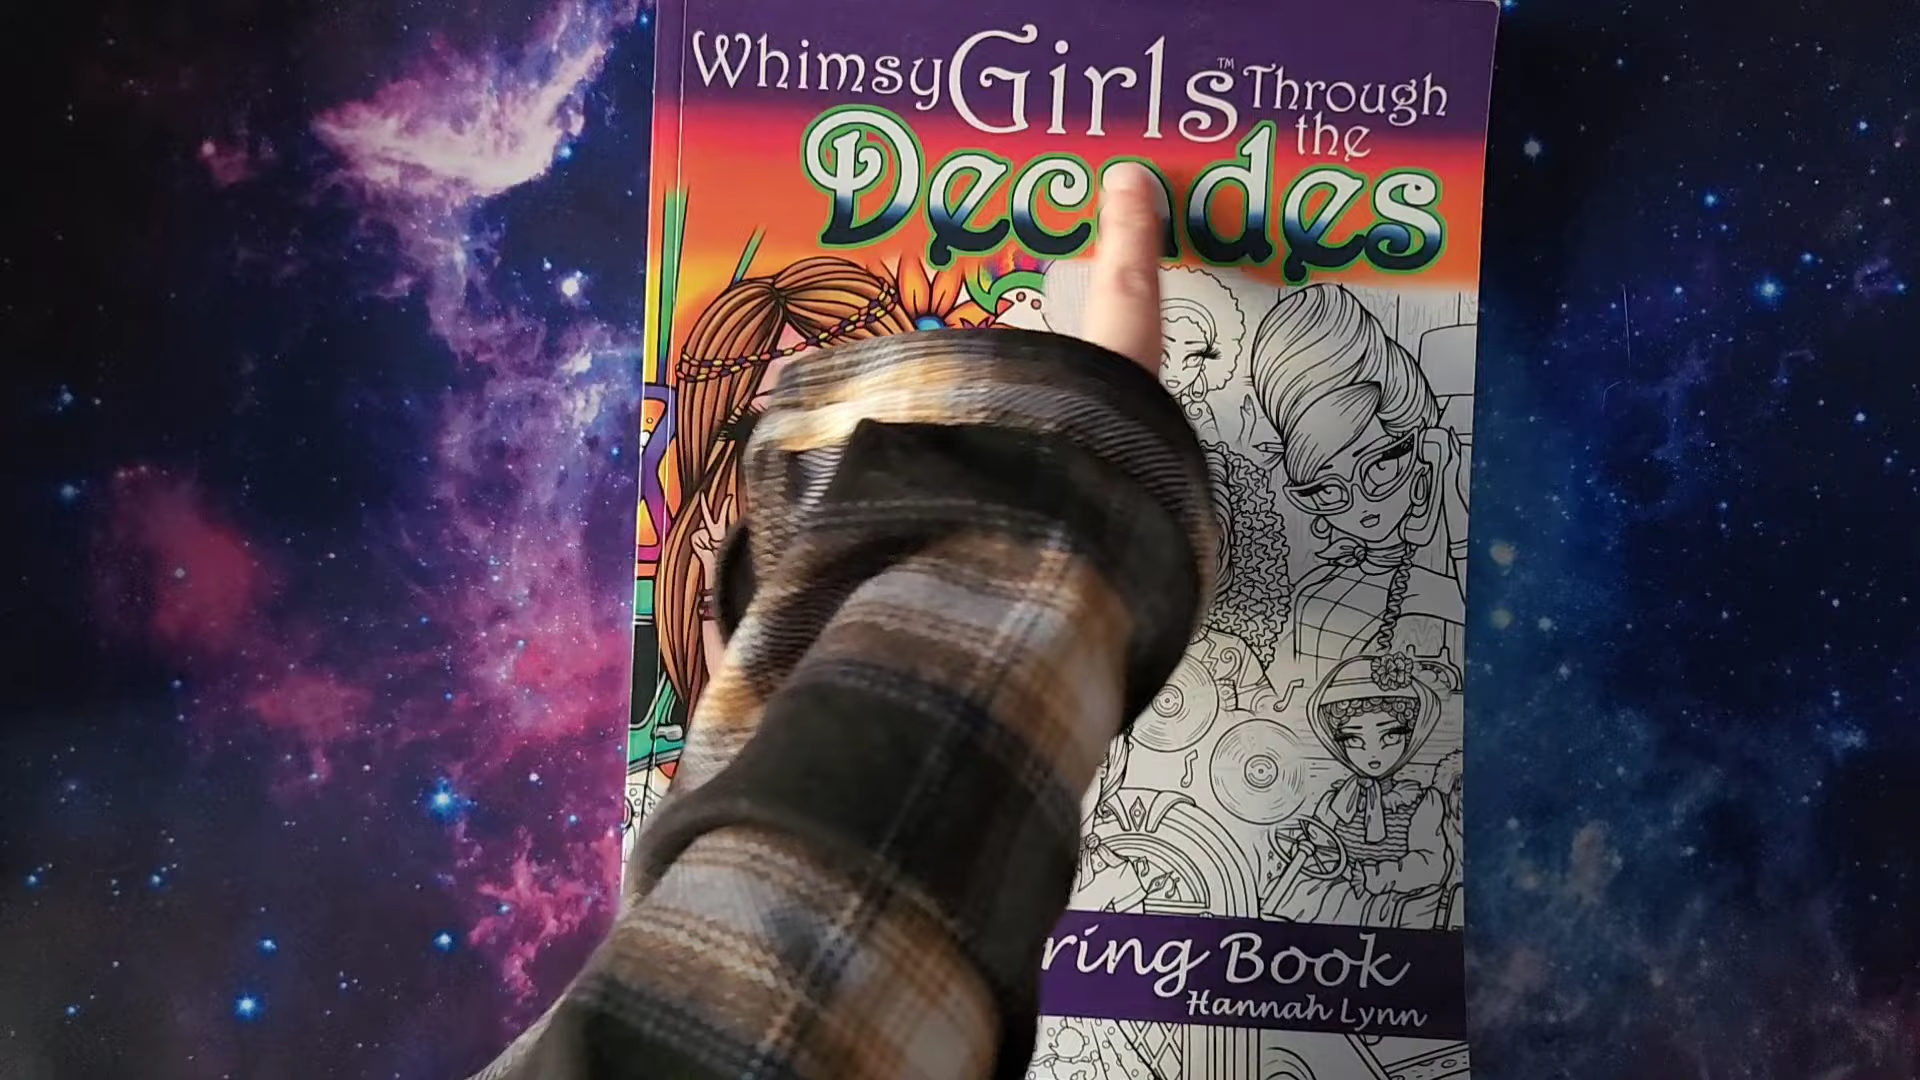 Whimsy Girls™ Through
the
Decades
ring Book
Hannah Lynn